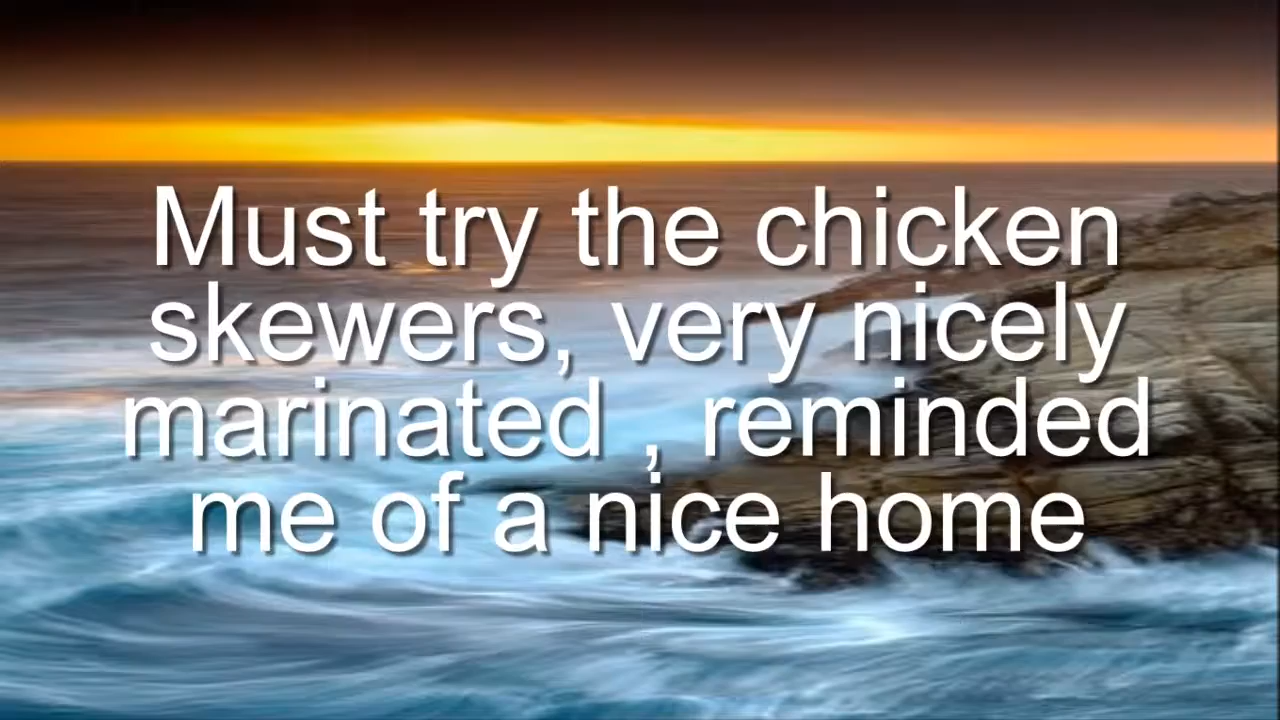 Must try the chicken
skewers, very nicely
marinated , reminded
me of a nice home